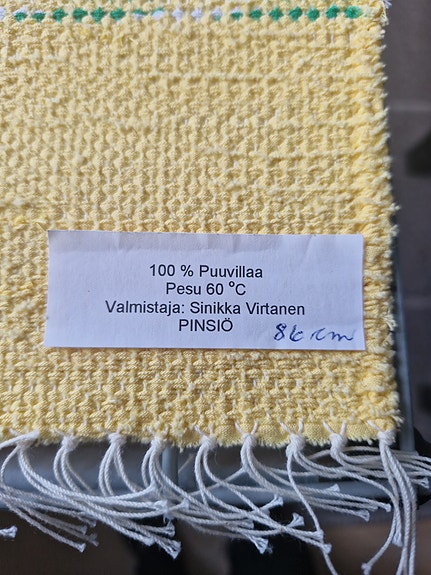 100 % Puuvillaa
Pesu 60 °C
Valmistaja: Sinikka Virtanen
PINSIÖ
86 cm